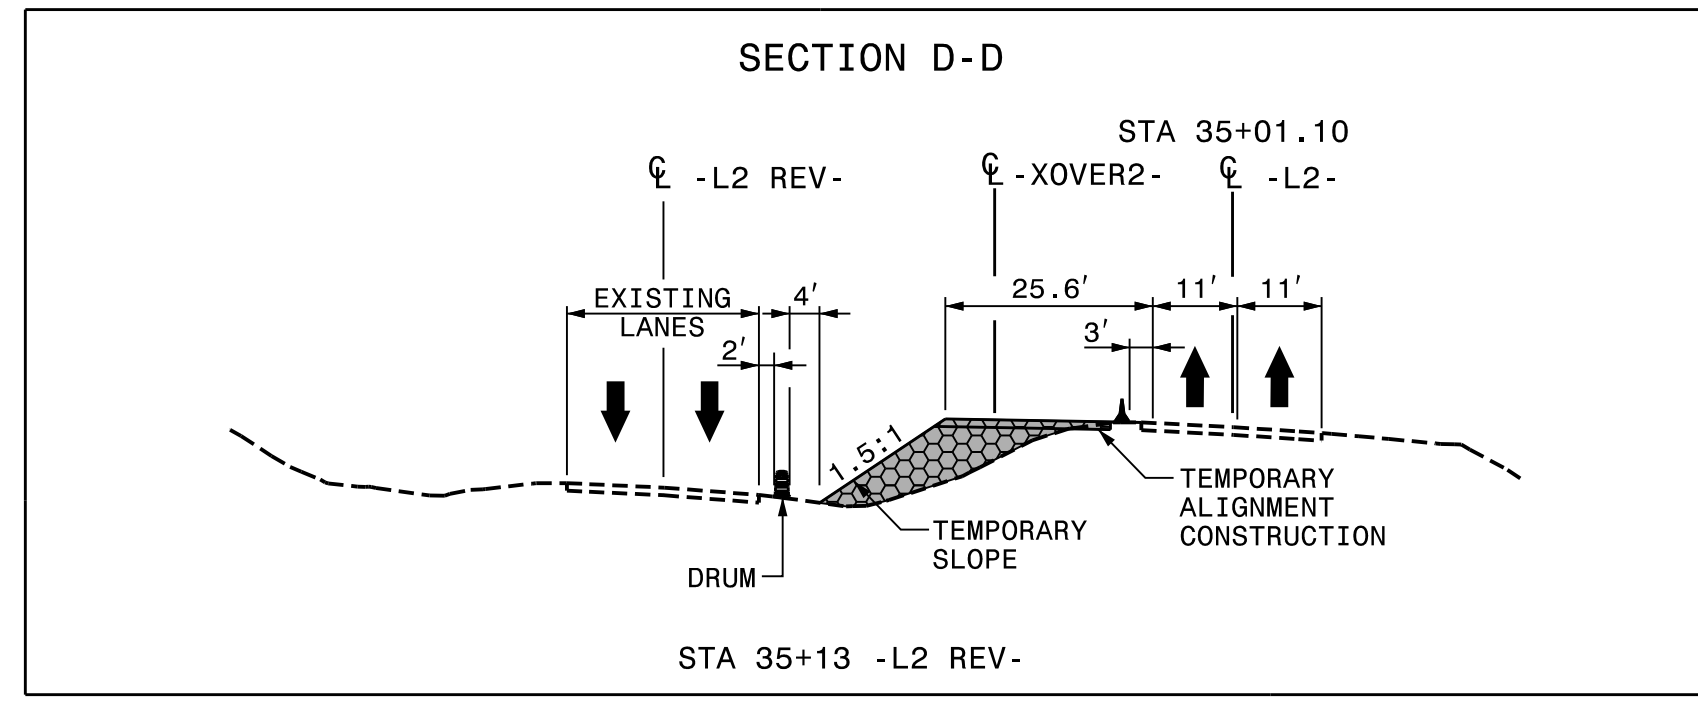 SECTION D-D
STA 35+01.10
℄ -L2 REV-
℄ -XOVER2-
℄ -L2-
EXISTING
LANES
4'
2'
25.6'
11'
11'
3'
1.5:1
TEMPORARY
ALIGNMENT
CONSTRUCTION
TEMPORARY
SLOPE
DRUM
STA 35+13 -L2 REV-